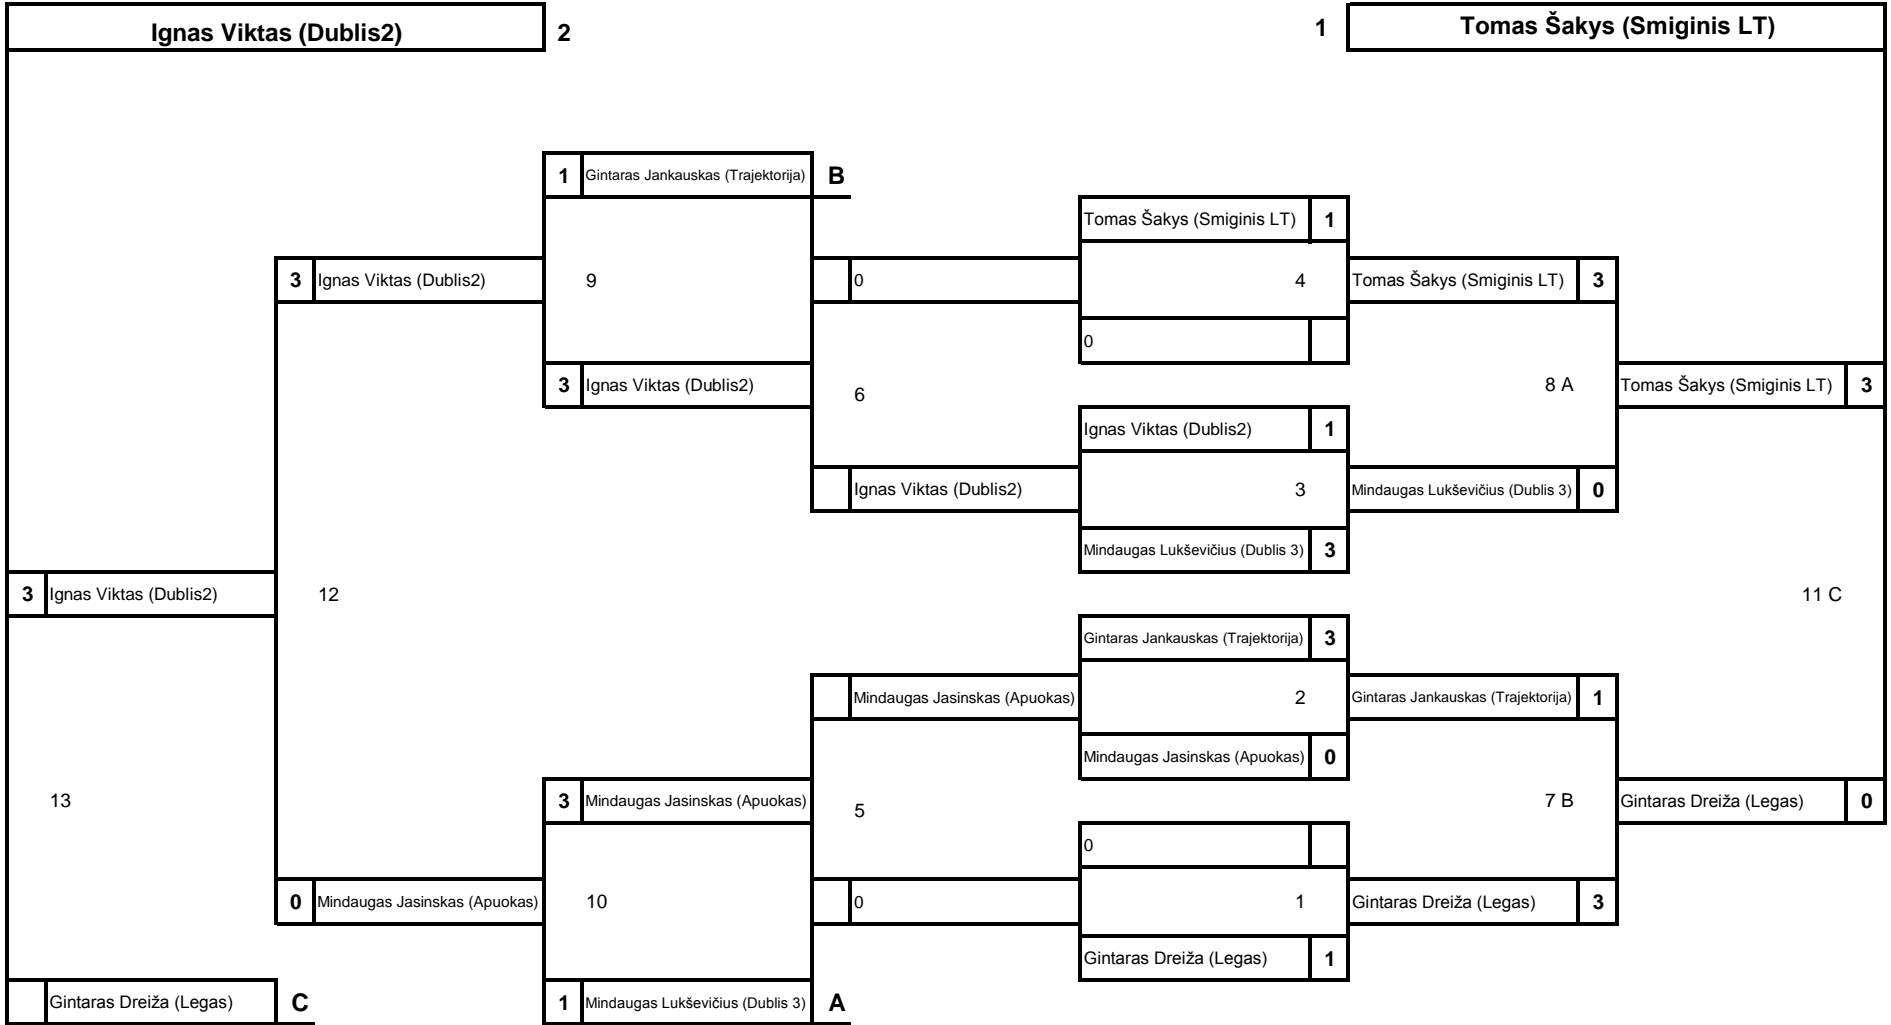 Ignas Viktas (Dublis2) 2 1 Tomas Šakys (Smiginis LT)
1 Gintaras Jankauskas (Trajektorija) B
Tomas Šakys (Smiginis LT) 1
3 Ignas Viktas (Dublis2) 9 0 4 Tomas Šakys (Smiginis LT) 3
0
3 Ignas Viktas (Dublis2) 6 8 A Tomas Šakys (Smiginis LT) 3
Ignas Viktas (Dublis2) 1
Ignas Viktas (Dublis2) 3 Mindaugas Lukševičius (Dublis 3) 0
Mindaugas Lukševičius (Dublis 3) 3
3 Ignas Viktas (Dublis2) 12 11 C
Gintaras Jankauskas (Trajektorija) 3
Mindaugas Jasinskas (Apuokas) 2 Gintaras Jankauskas (Trajektorija) 1
Mindaugas Jasinskas (Apuokas) 0
13 3 Mindaugas Jasinskas (Apuokas) 5 7 B Gintaras Dreiža (Legas) 0
0
0 Mindaugas Jasinskas (Apuokas) 10 0 1 Gintaras Dreiža (Legas) 3
Gintaras Dreiža (Legas) 1
Gintaras Dreiža (Legas) C 1 Mindaugas Lukševičius (Dublis 3) A